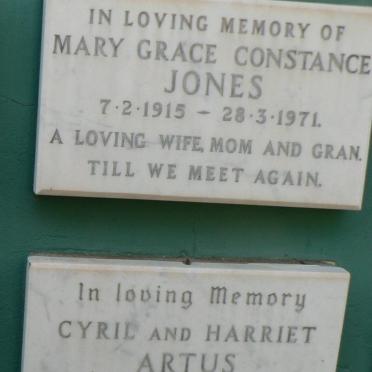 IN LOVING MEMORY OF
MARY GRACE CONSTANCE
JONES
7·2·1915 – 28·3·1971.
A LOVING WIFE, MOM AND GRAN.
TILL WE MEET AGAIN.
In loving Memory
CYRIL AND HARRIET
ARTUS